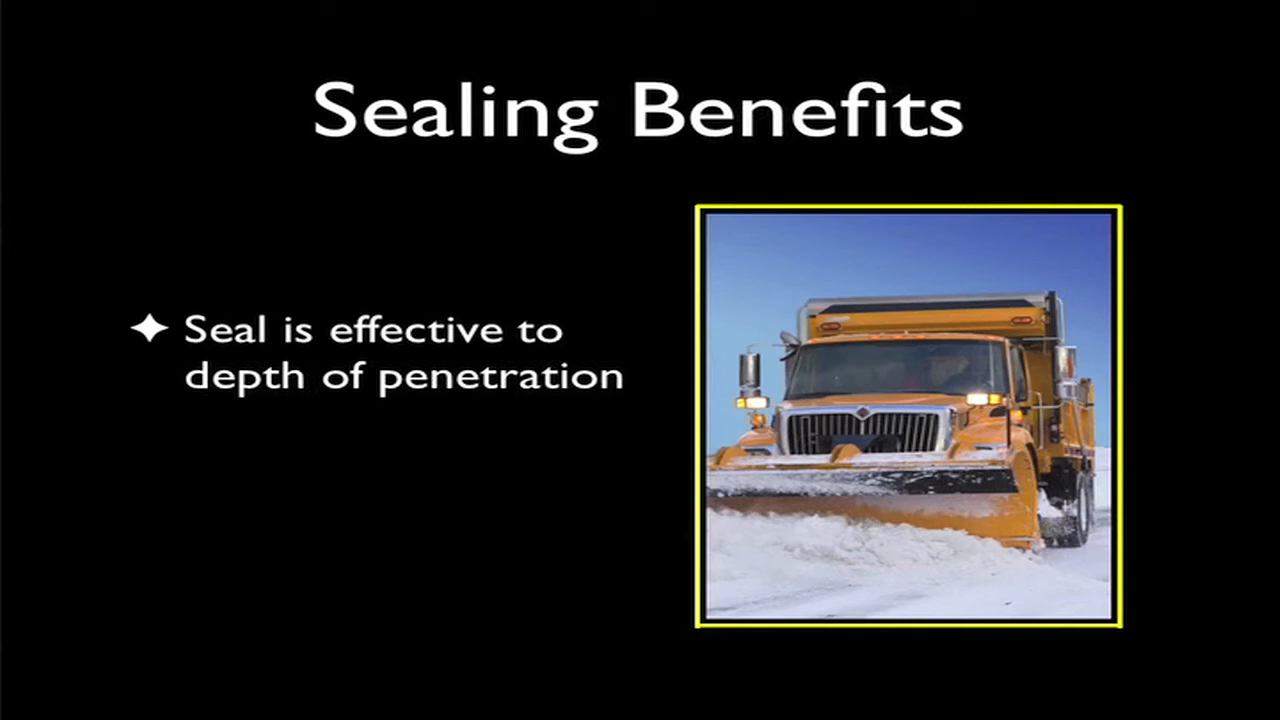 Sealing Benefits
Seal is effective to
depth of penetration